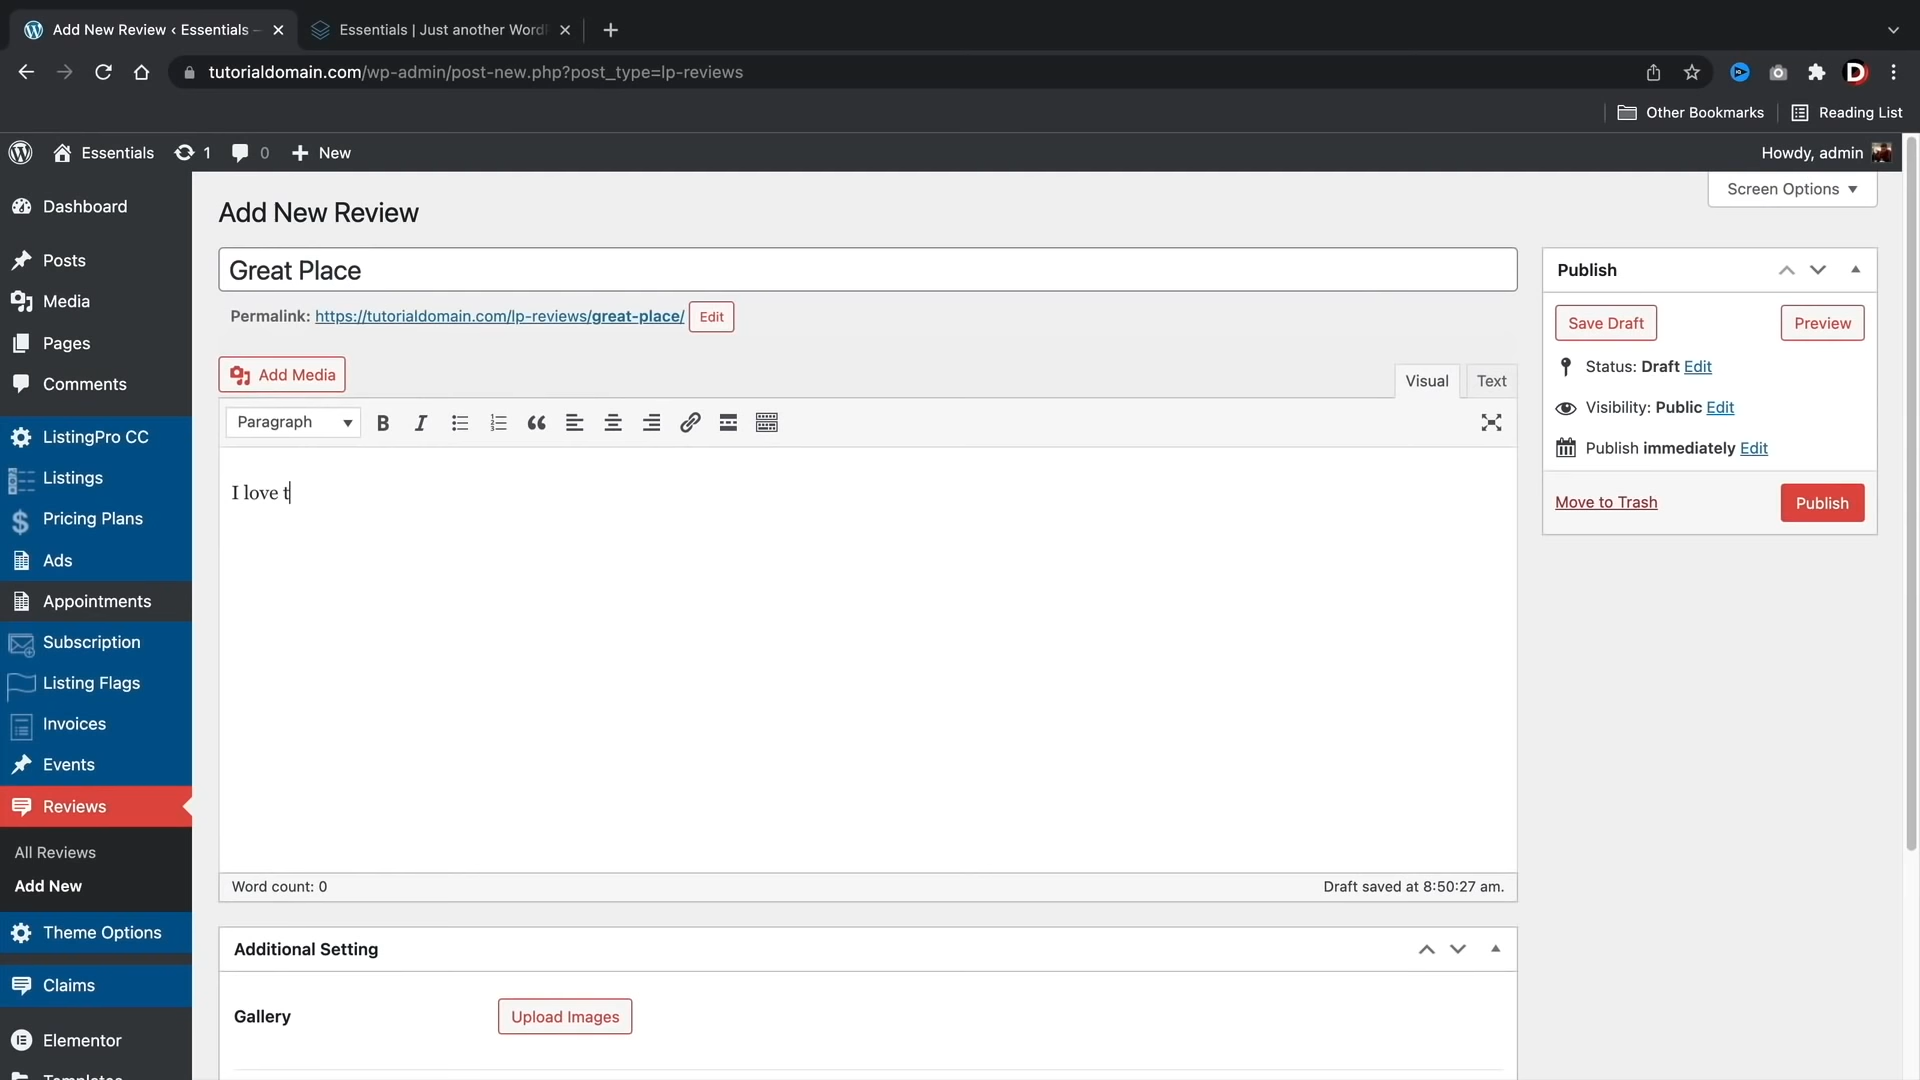 Add New Review ‹ Essentials –
Essentials | Just another Word
tutorialdomain.com/wp-admin/post-new.php?post_type=lp-reviews
Other Bookmarks
Reading List
Essentials
1
0
New
Howdy, admin
Screen Options
Dashboard
Posts
Media
Pages
Comments
ListingPro CC
Listings
Pricing Plans
Ads
Appointments
Subscription
Listing Flags
Invoices
Events
Reviews
All Reviews
Add New
Theme Options
Claims
Elementor
Add New Review
Great Place
Permalink: https://tutorialdomain.com/lp-reviews/great-place/ Edit
Add Media
Visual
Text
Paragraph
I love t
Word count: 0
Draft saved at 8:50:27 am.
Additional Setting
Gallery
Upload Images
Publish
Save Draft
Preview
Status: Draft Edit
Visibility: Public Edit
Publish immediately Edit
Move to Trash
Publish